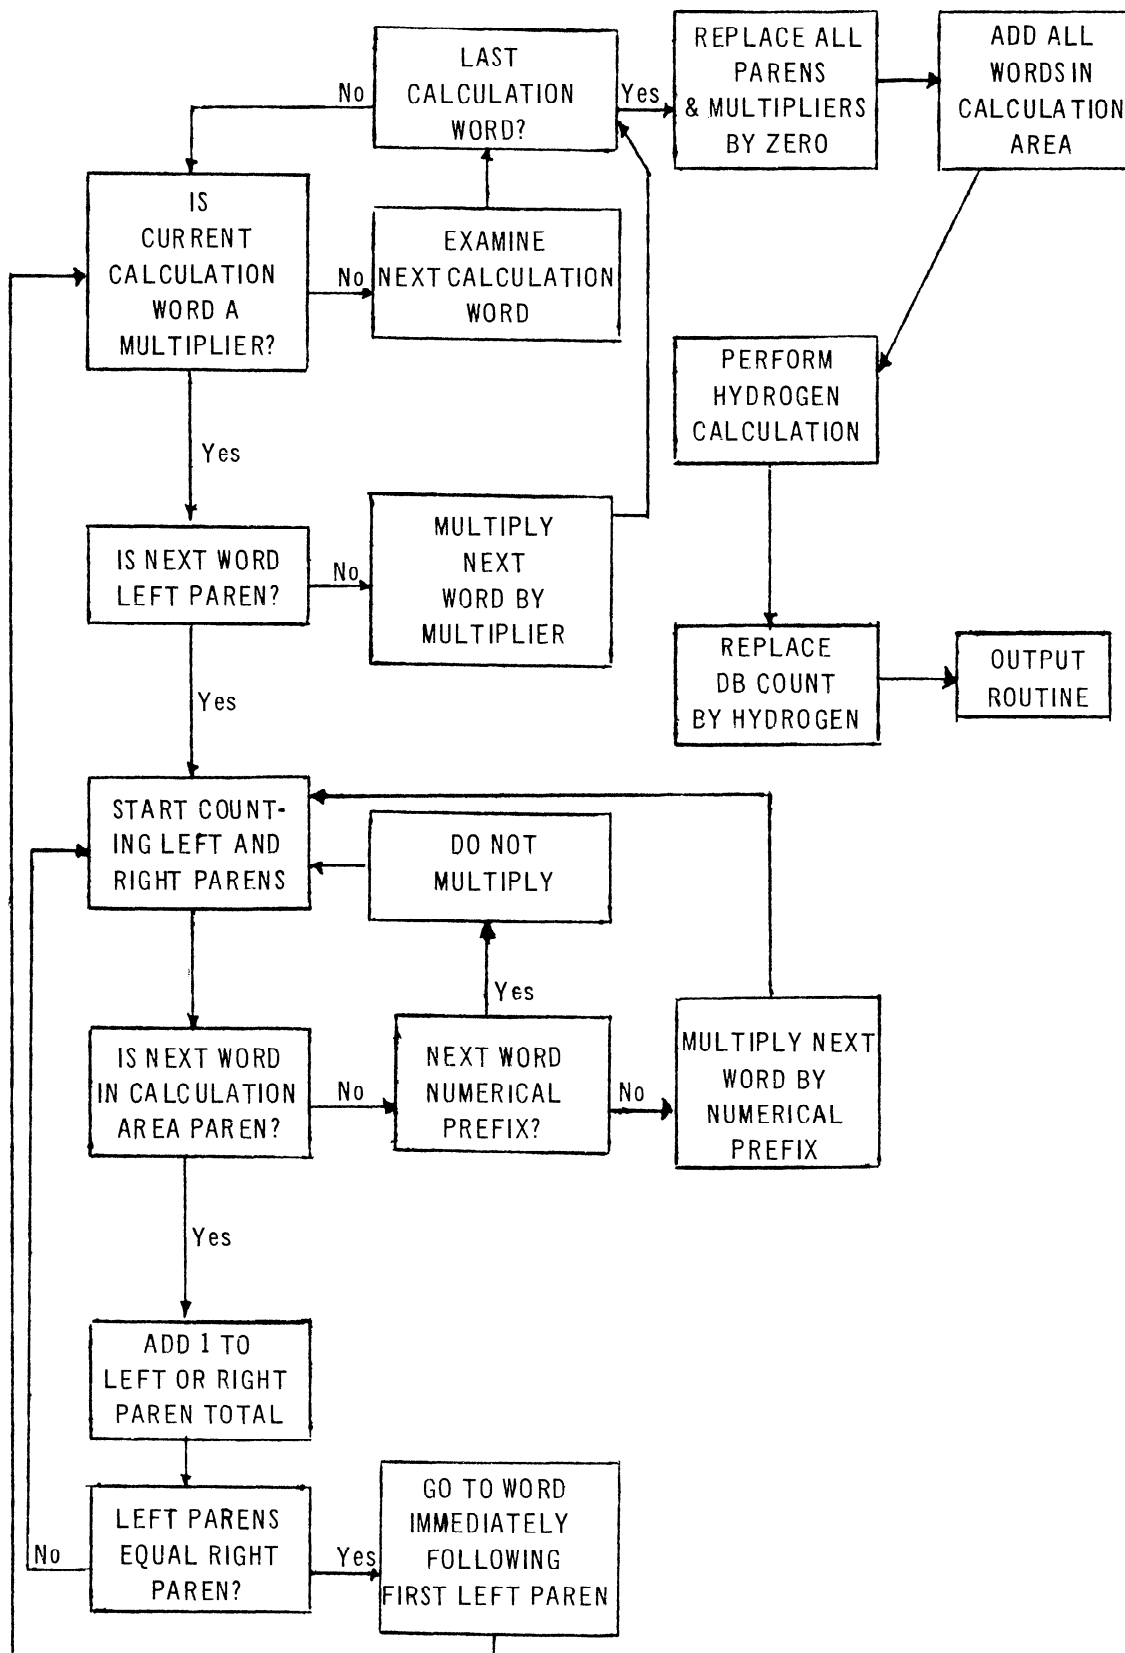 LAST
CALCULATION
WORD?
No
Yes
REPLACE ALL
PARENS
& MULTIPLIERS
BY ZERO
ADD ALL
WORDS IN
CALCULATION
AREA
IS
CURRENT
CALCULATION
WORD A
MULTIPLIER?
No
EXAMINE
NEXT CALCULATION
WORD
PERFORM
HYDROGEN
CALCULATION
Yes
IS NEXT WORD
LEFT PAREN?
No
MULTIPLY
NEXT
WORD BY
MULTIPLIER
REPLACE
DB COUNT
BY HYDROGEN
OUTPUT
ROUTINE
Yes
START COUNT-
ING LEFT AND
RIGHT PARENS
DO NOT
MULTIPLY
Yes
IS NEXT WORD
IN CALCULATION
AREA PAREN?
No
NEXT WORD
NUMERICAL
PREFIX?
No
MULTIPLY NEXT
WORD BY
NUMERICAL
PREFIX
Yes
ADD 1 TO
LEFT OR RIGHT
PAREN TOTAL
LEFT PARENS
EQUAL RIGHT
PAREN?
No
Yes
GO TO WORD
IMMEDIATELY
FOLLOWING
FIRST LEFT PAREN